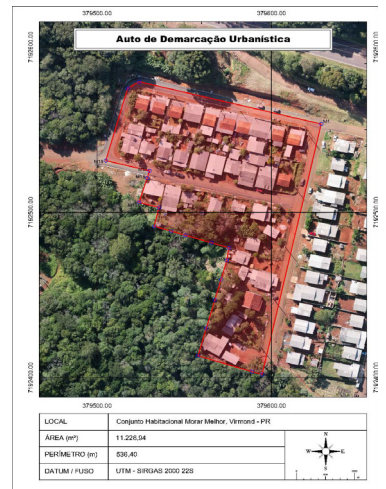 379500.00 379600.00
Auto de Demarcação Urbanística
7192600.00 7192600.00
7192500.00 7192500.00
7192400.00 7192400.00
379500.00 379600.00
LOCAL Conjunto Habitacional Morar Melhor, Virmond - PR
ÁREA (m²) 11.226,94
PERÍMETRO (m) 536,40
DATUM / FUSO UTM - SIRGAS 2000 22S
N
W E
S